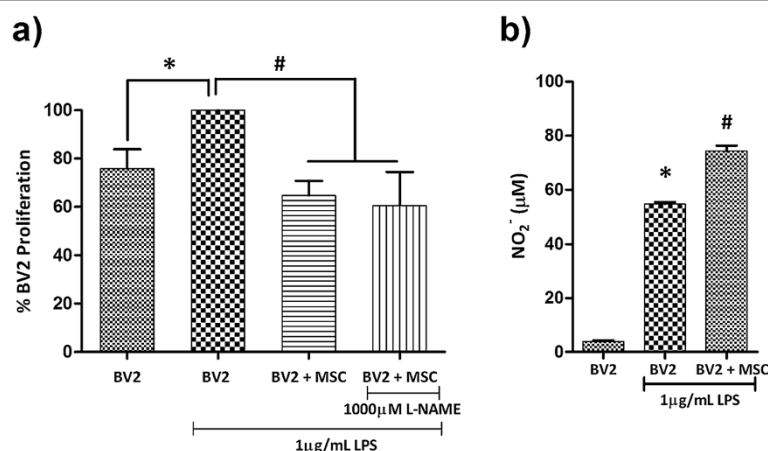 a)
*
#
100
80
60
40
20
0
% BV2 Proliferation
BV2
BV2
BV2 + MSC
BV2 + MSC
1000μM L-NAME
1μg/mL LPS
b)
100
80
60
40
20
0
NO₂⁻ (μM)
*
#
BV2
BV2
BV2 + MSC
1μg/mL LPS